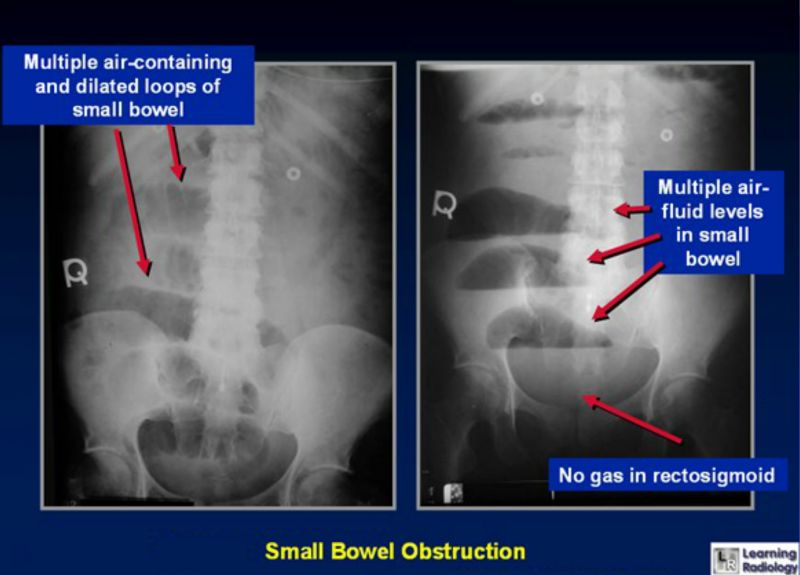 Multiple air-containing
and dilated loops of
small bowel
R
R
Multiple air-
fluid levels
in small
bowel
No gas in rectosigmoid
Small Bowel Obstruction
LR
Learning
Radiology